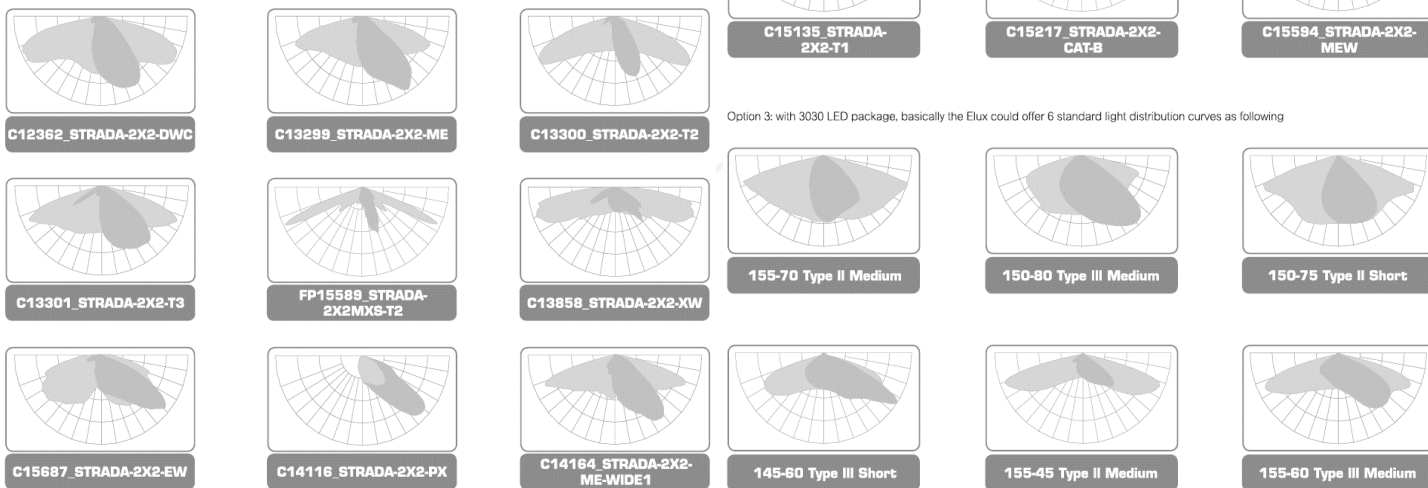 C12362_STRADA-2X2-DWC
C13299_STRADA-2X2-ME
C13300_STRADA-2X2-T2
C13301_STRADA-2X2-T3
FP15589_STRADA-
2X2MXS-T2
C13858_STRADA-2X2-XW
C15687_STRADA-2X2-EW
C14116_STRADA-2X2-PX
C14164_STRADA-2X2-
ME-WIDE1
C15135_STRADA-
2X2-T1
C15217_STRADA-2X2-
CAT-B
C15594_STRADA-2X2-
MEW
Option 3: with 3030 LED package, basically the Elux could offer 6 standard light distribution curves as following
155-70 Type II Medium
150-80 Type III Medium
150-75 Type II Short
145-60 Type III Short
155-45 Type II Medium
155-60 Type III Medium